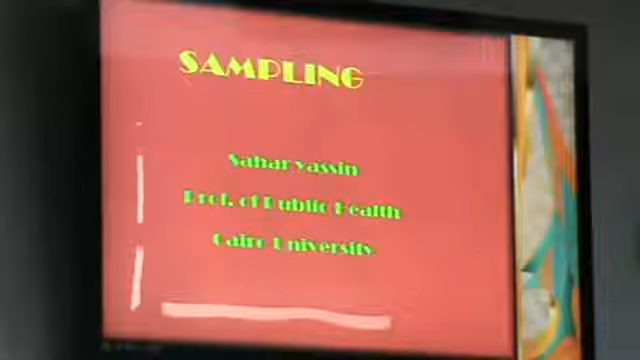 SAMPLING
Sahar yassin
Prof. of Public Health
Cairo University